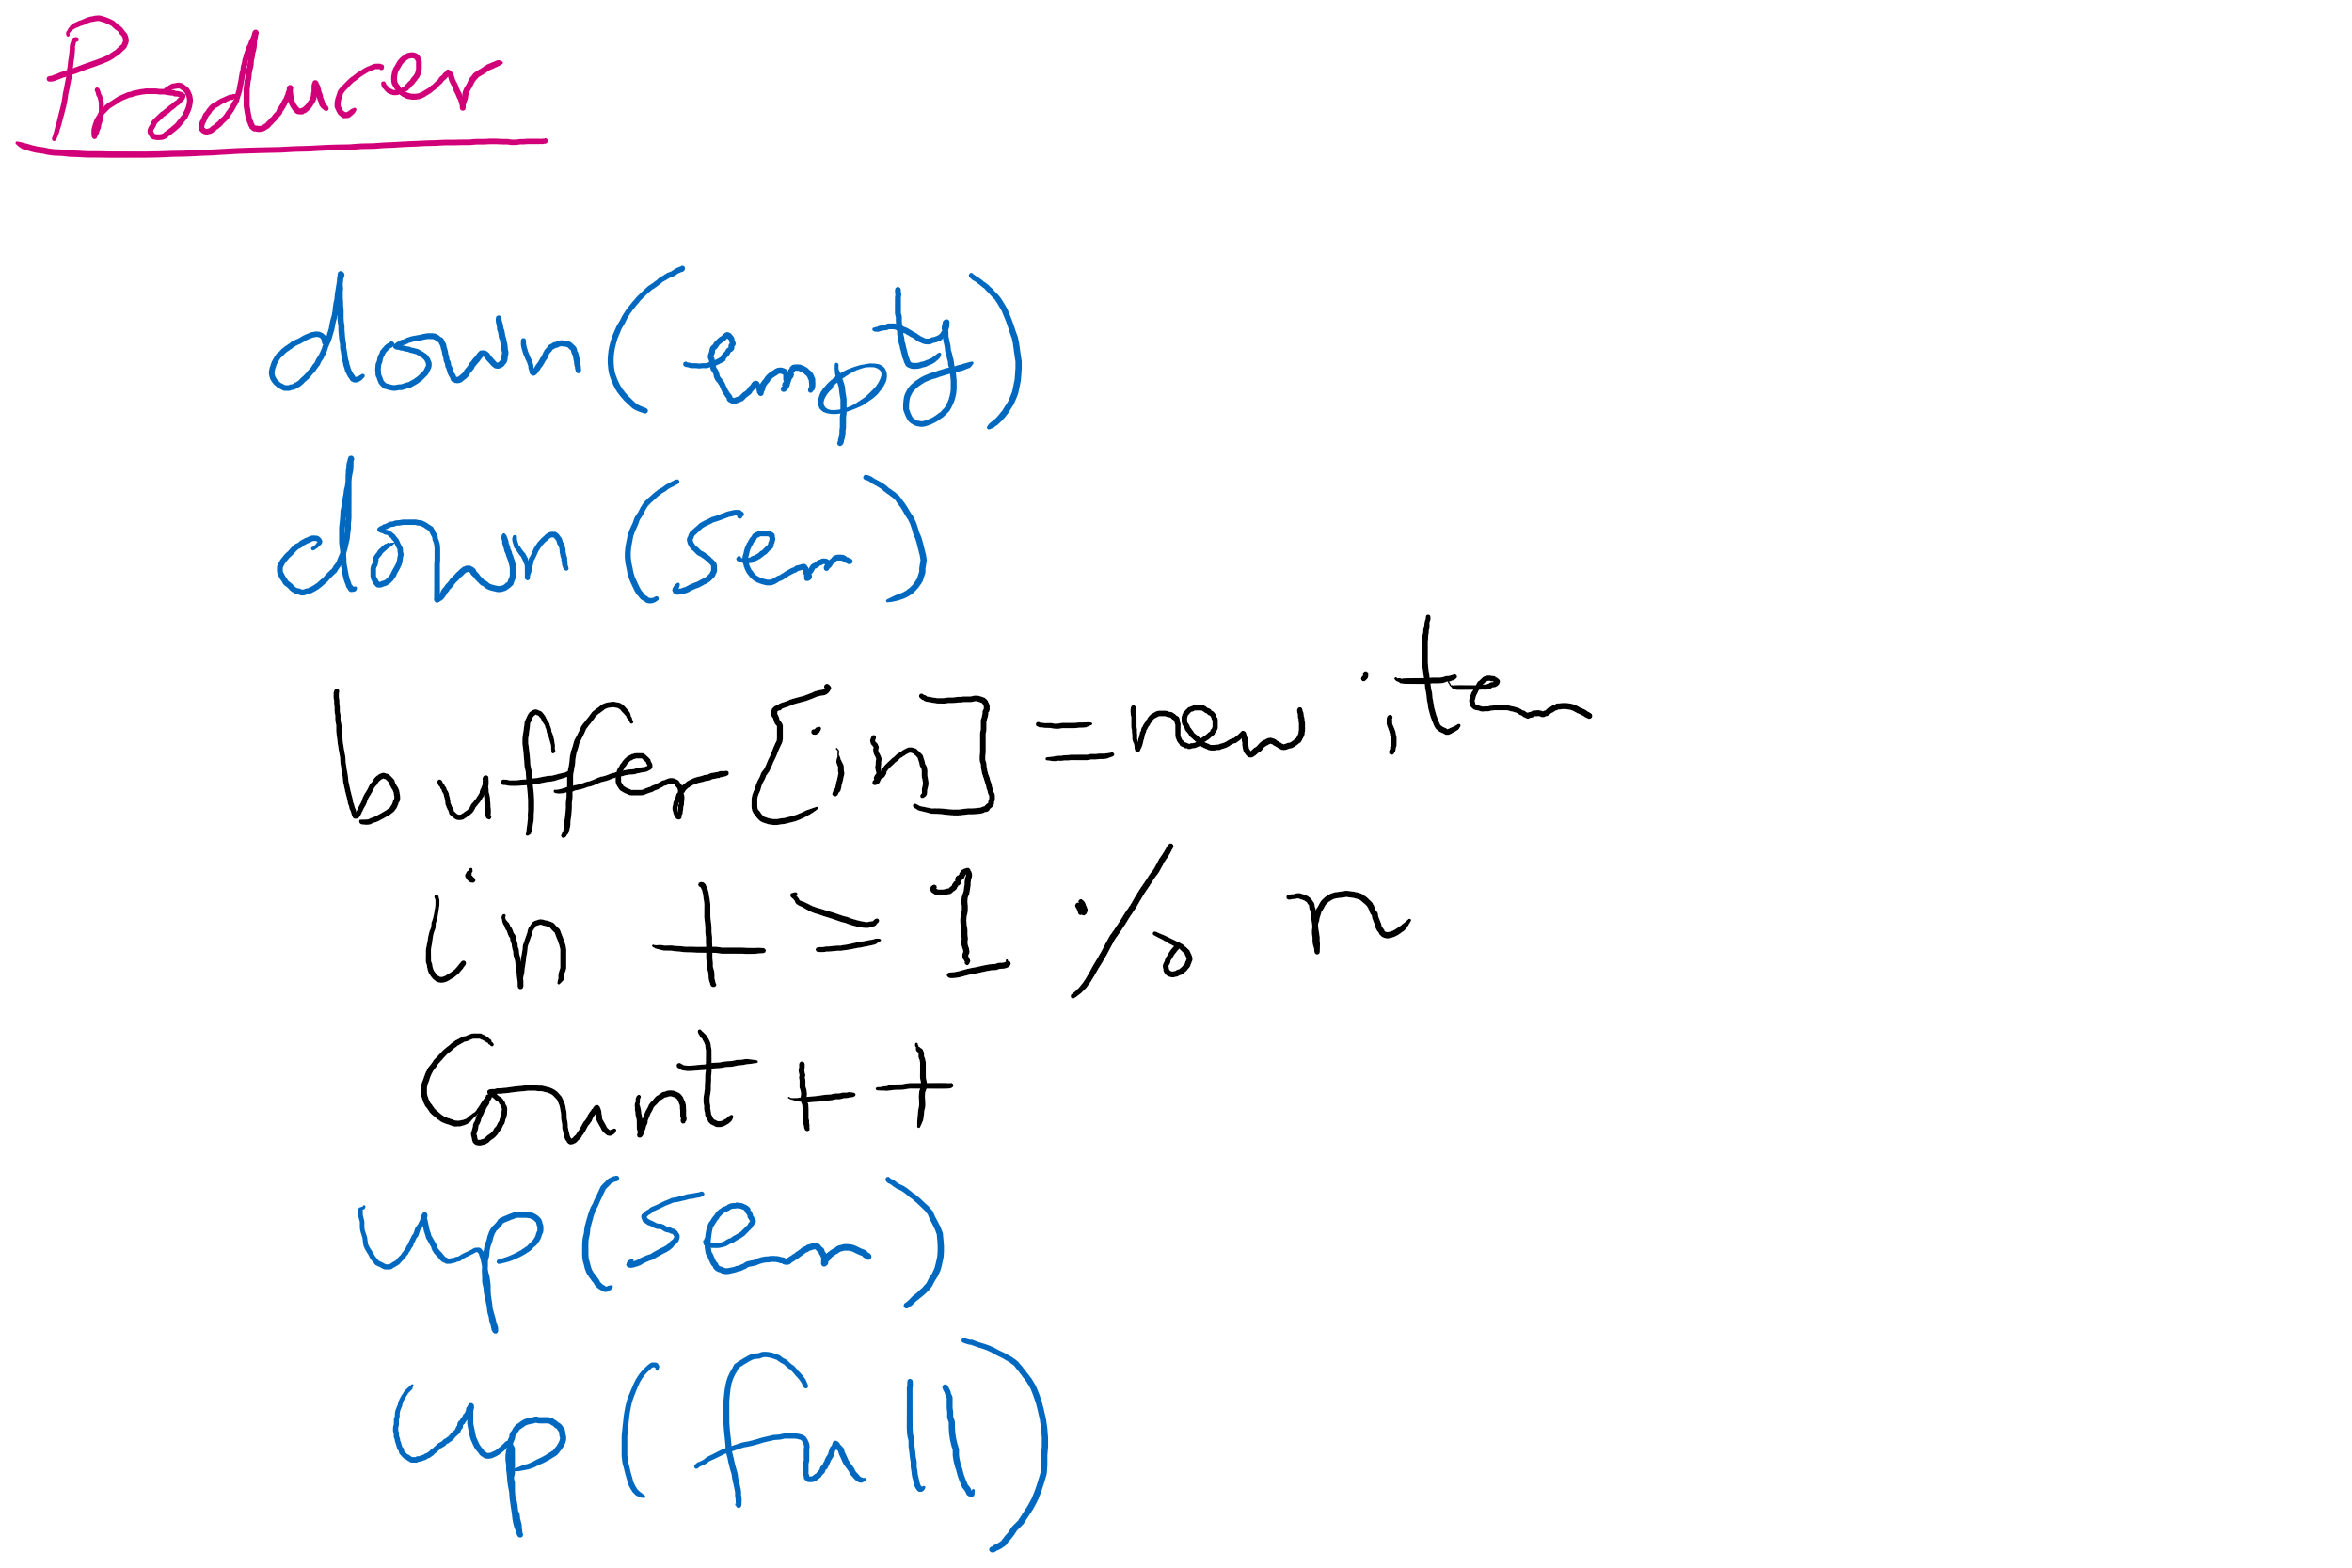 Producer
down(empty)
down(sem)
buffer[in]=new item
in += 1 % n
Count++
up(sem)
up(full)